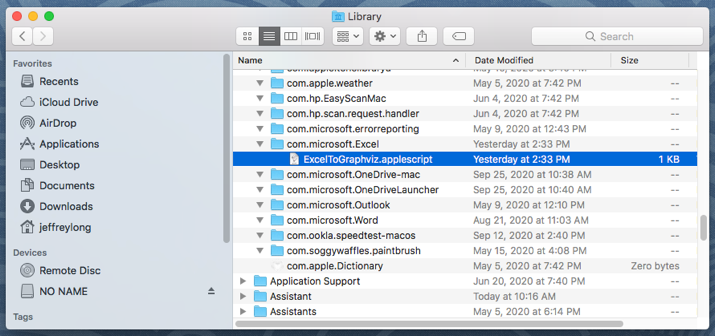 Library
Search
Favorites
Recents
iCloud Drive
AirDrop
Applications
Desktop
Documents
Downloads
jeffreylong
Devices
Remote Disc
NO NAME
Tags
Name Date Modified Size
com.apple.weather May 5, 2020 at 7:42 PM --
com.hp.EasyScanMac Jun 4, 2020 at 7:42 PM --
com.hp.scan.request.handler Jun 4, 2020 at 7:42 PM --
com.microsoft.errorreporting May 9, 2020 at 12:43 PM --
com.microsoft.Excel Yesterday at 2:33 PM --
ExcelToGraphviz.applescript Yesterday at 2:33 PM 1 KB
com.microsoft.OneDrive-mac Sep 25, 2020 at 10:38 AM --
com.microsoft.OneDriveLauncher Sep 25, 2020 at 10:40 AM --
com.microsoft.Outlook May 9, 2020 at 12:10 PM --
com.microsoft.Word Aug 21, 2020 at 11:03 AM --
com.ookla.speedtest-macos Sep 12, 2020 at 2:40 PM --
com.soggywaffles.paintbrush May 15, 2020 at 4:08 PM --
com.apple.Dictionary May 5, 2020 at 7:42 PM Zero bytes
Application Support Jun 20, 2020 at 7:40 PM --
Assistant Today at 10:16 AM --
Assistants May 5, 2020 at 6:14 PM --